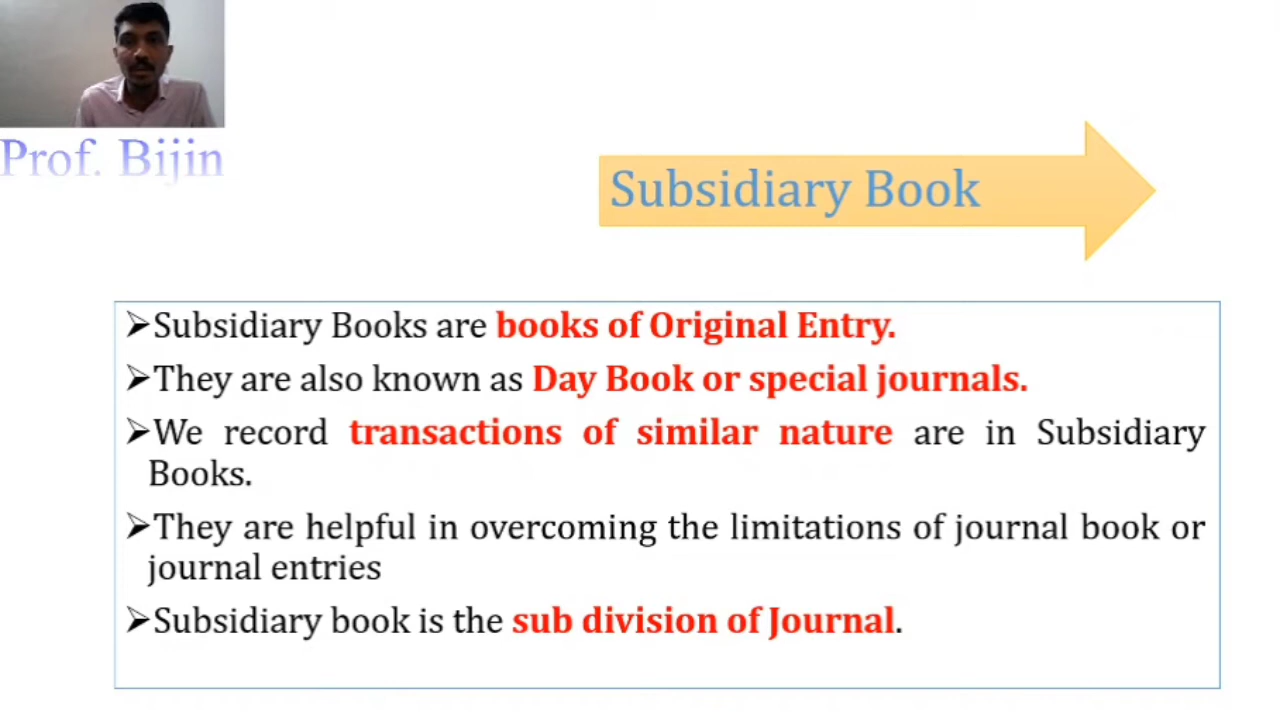 Prof. Bijin
Subsidiary Book
➢Subsidiary Books are books of Original Entry.
➢They are also known as Day Book or special journals.
➢We record transactions of similar nature are in Subsidiary
Books.
➢They are helpful in overcoming the limitations of journal book or
journal entries
➢Subsidiary book is the sub division of Journal.